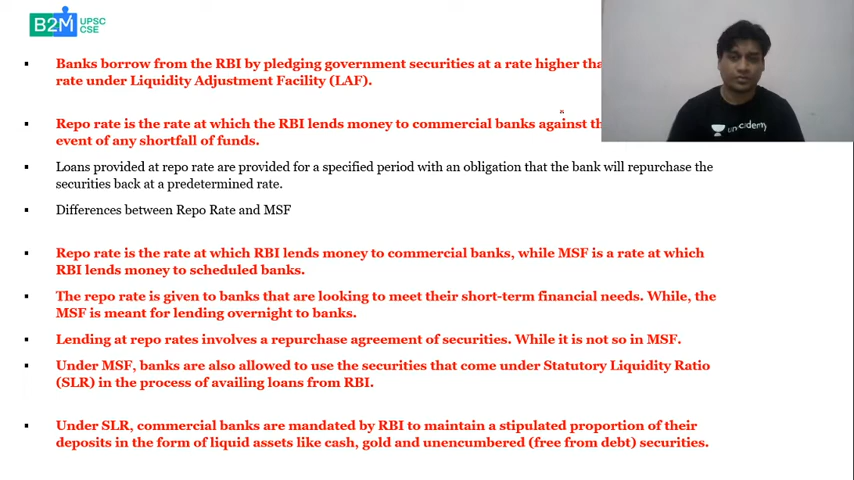 B2M UPSC
CSE
Banks borrow from the RBI by pledging government securities at a rate higher
rate under Liquidity Adjustment Facility (LAF).
Repo rate is the rate at which the RBI lends money to commercial banks against
event of any shortfall of funds.
Loans provided at repo rate are provided for a specified period with an obligation that the bank will repurchase the
securities back at a predetermined rate.
Differences between Repo Rate and MSF
Repo rate is the rate at which RBI lends money to commercial banks, while MSF is a rate at which
RBI lends money to scheduled banks.
The repo rate is given to banks that are looking to meet their short-term financial needs. While, the
MSF is meant for lending overnight to banks.
Lending at repo rates involves a repurchase agreement of securities. While it is not so in MSF.
Under MSF, banks are also allowed to use the securities that come under Statutory Liquidity Ratio
(SLR) in the process of availing loans from RBI.
Under SLR, commercial banks are mandated by RBI to maintain a stipulated proportion of their
deposits in the form of liquid assets like cash, gold and unencumbered (free from debt) securities.